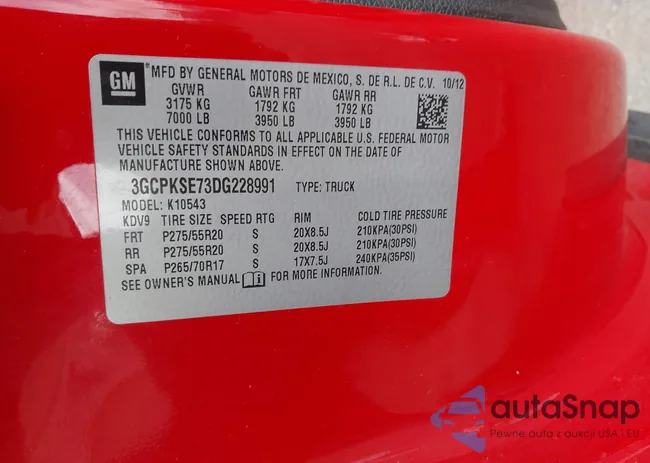 GM
MFD BY GENERAL MOTORS DE MEXICO, S. DE R.L. DE C.V. 10/12
GVWR GAWR FRT GAWR RR
3175 KG 1792 KG 1792 KG
7000 LB 3950 LB 3950 LB
THIS VEHICLE CONFORMS TO ALL APPLICABLE U.S. FEDERAL MOTOR
VEHICLE SAFETY STANDARDS IN EFFECT ON THE DATE OF
MANUFACTURE SHOWN ABOVE.
3GCPKSE73DG228991 TYPE: TRUCK
MODEL: K10543
KDV9 TIRE SIZE SPEED RTG RIM COLD TIRE PRESSURE
FRT P275/55R20 S 20X8.5J 210KPA(30PSI)
RR P275/55R20 S 20X8.5J 210KPA(30PSI)
SPA P265/70R17 S 17X7.5J 240KPA(35PSI)
SEE OWNER'S MANUAL FOR MORE INFORMATION.
autaSnap
Pewne auta z aukcji USA i EU